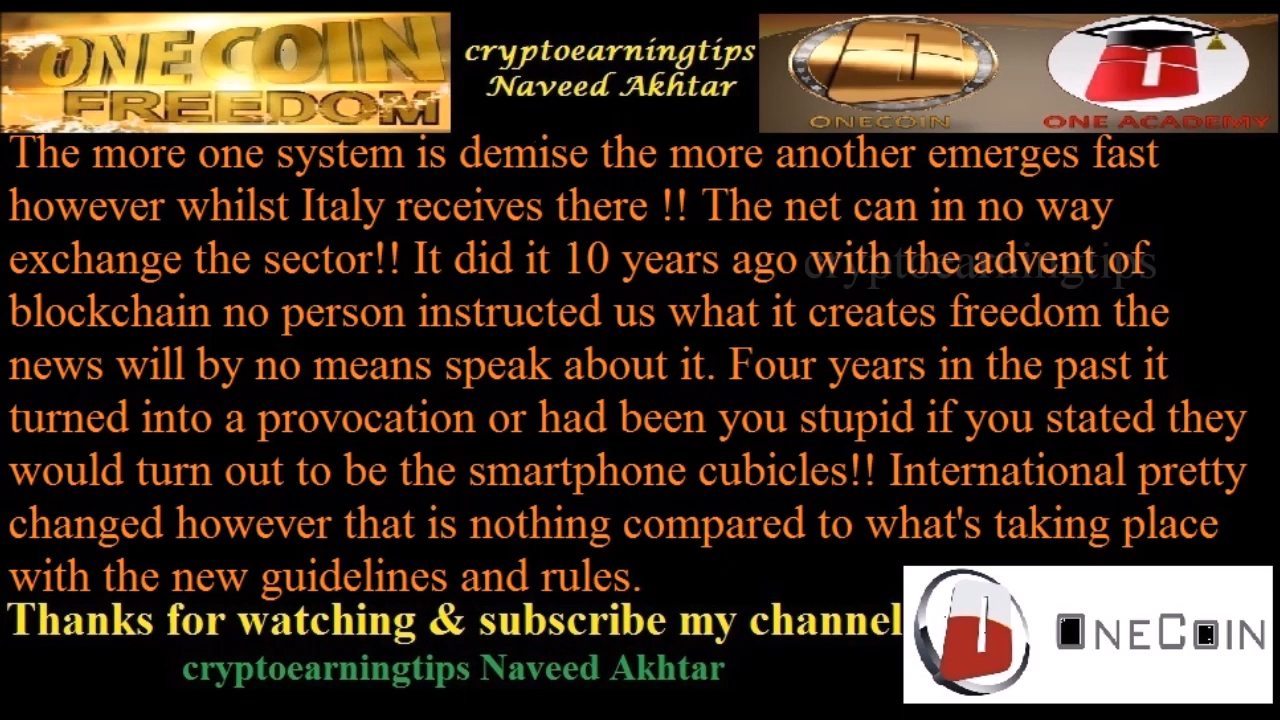 ONE COIN
FREEDOM
cryptoearningtips
Naveed Akhtar
ONECOIN
ONE ACADEMY
The more one system is demise the more another emerges fast
however whilst Italy receives there !! The net can in no way
exchange the sector!! It did it 10 years ago with the advent of
cryptoearningtips
blockchain no person instructed us what it creates freedom the
news will by no means speak about it. Four years in the past it
turned into a provocation or had been you stupid if you stated they
would turn out to be the smartphone cubicles!! International pretty
changed however that is nothing compared to what's taking place
with the new guidelines and rules.
Thanks for watching & subscribe my channel
cryptoearningtips Naveed Akhtar
ONECOIN